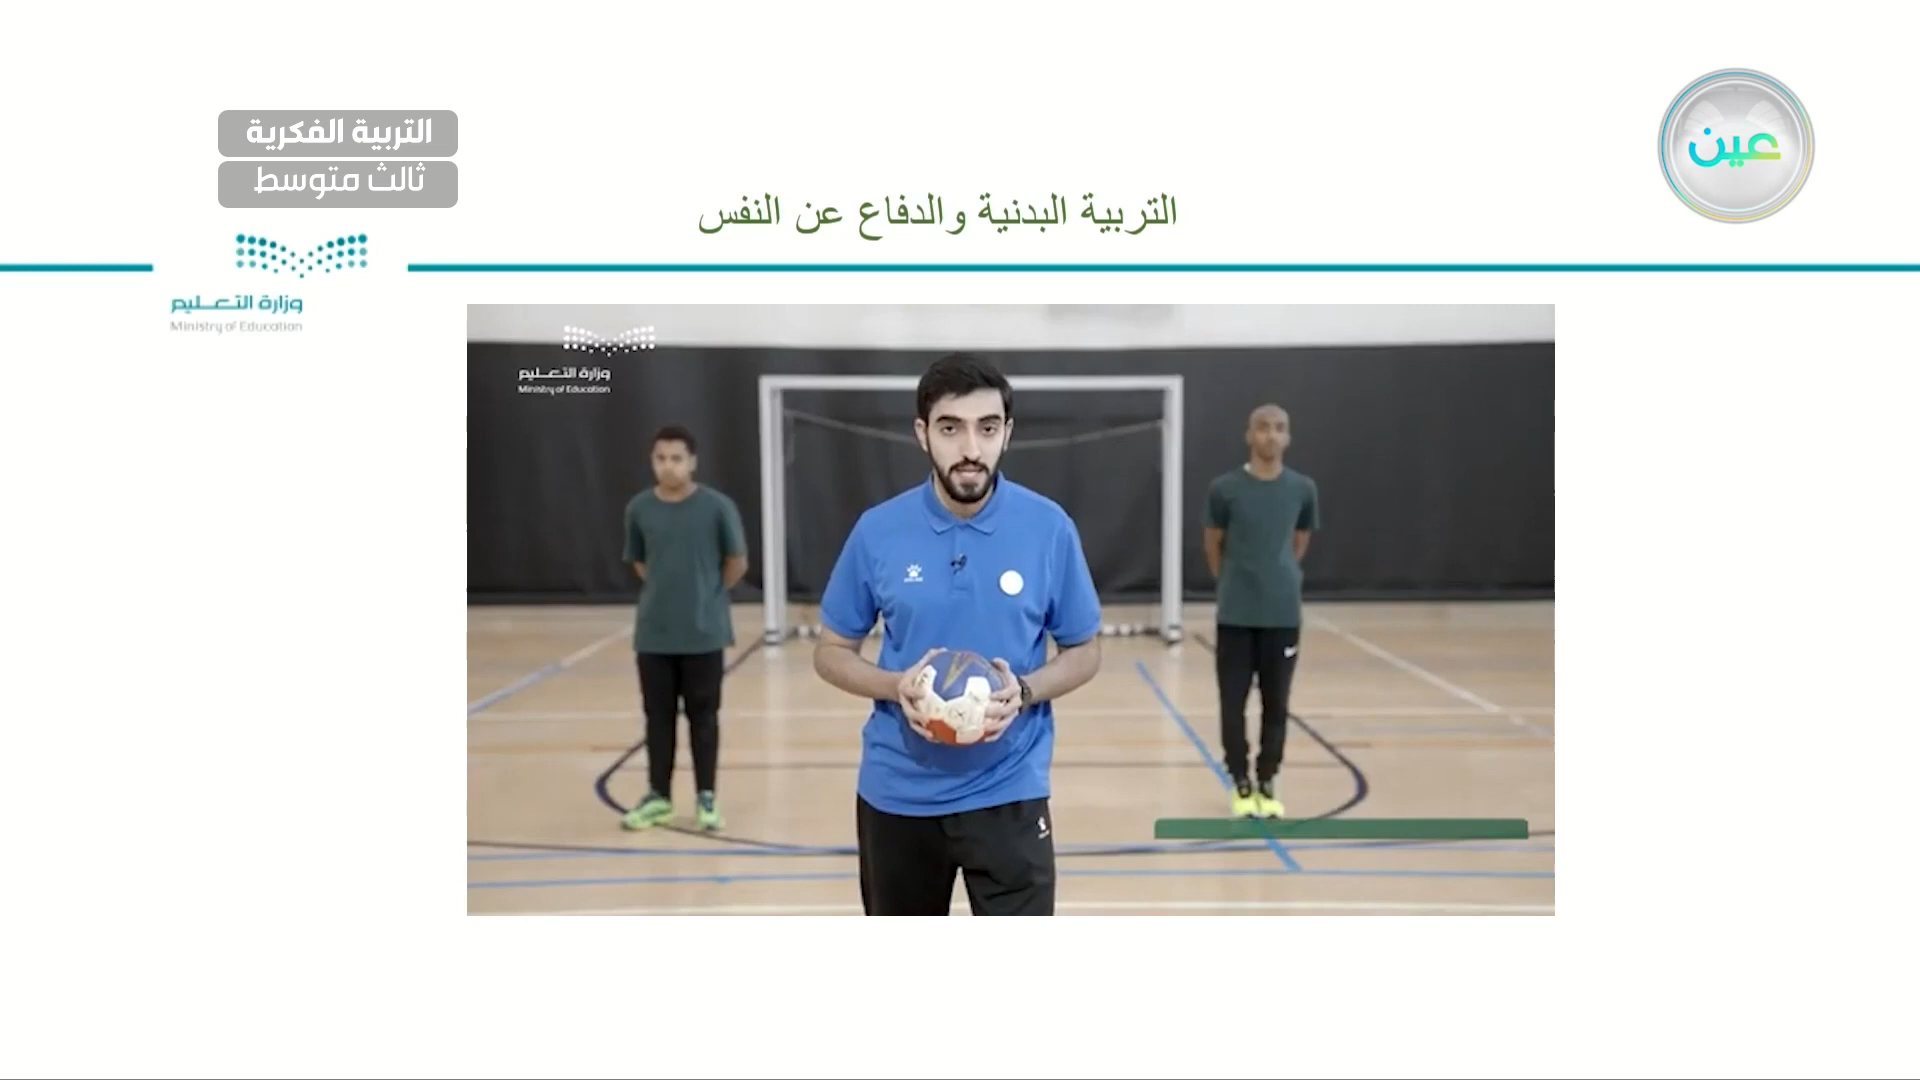 التربية الفكرية
ثالث متوسط
عين
التربية البدنية والدفاع عن النفس
وزارة التعليم
Ministry of Education
وزارة التعليم
Ministry of Education